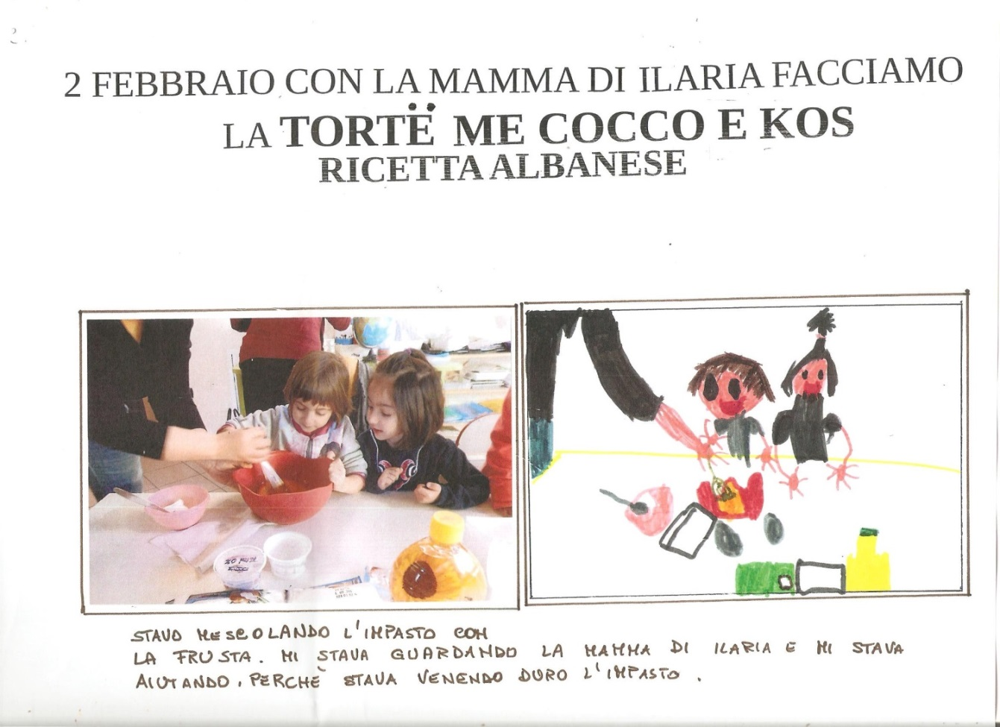 2 FEBBRAIO CON LA MAMMA DI ILARIA FACCIAMO
LA TORTË ME COCCO E KOS
RICETTA ALBANESE
STAVO MESCOLANDO L'IMPASTO CON
LA FRUSTA. MI STAVA GUARDANDO LA MAMMA DI ILARIA E MI STAVA
AIUTANDO, PERCHÈ STAVA VENENDO DURO L'IMPASTO.